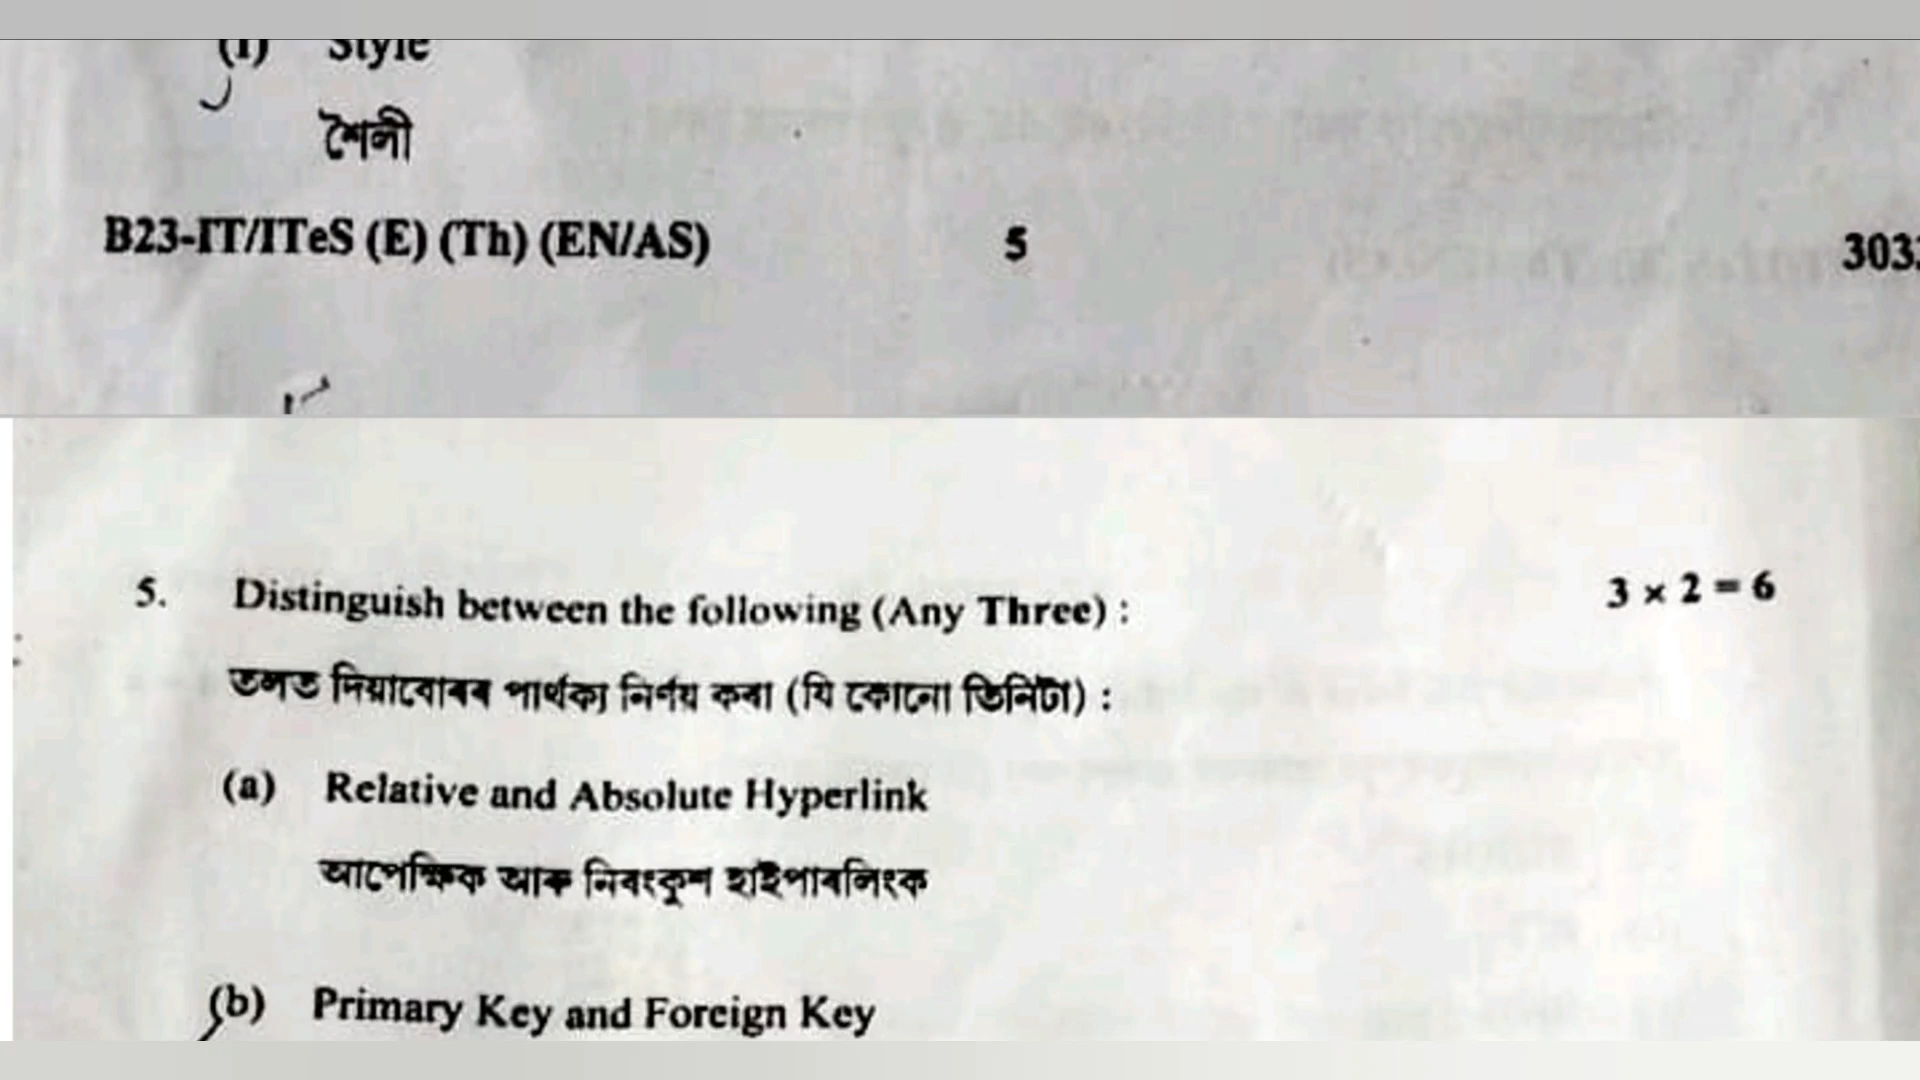 (f) Style
শৈলী
B23-IT/ITeS (E) (Th) (EN/AS) 5 303
5. Distinguish between the following (Any Three) : 3 × 2 = 6
তলত দিয়াবোৰৰ পাৰ্থক্য নিৰ্ণয় কৰা (যি কোনো তিনিটা) :
(a) Relative and Absolute Hyperlink
আপেক্ষিক আৰু নিৰংকুশ হাইপাৰলিংক
(b) Primary Key and Foreign Key